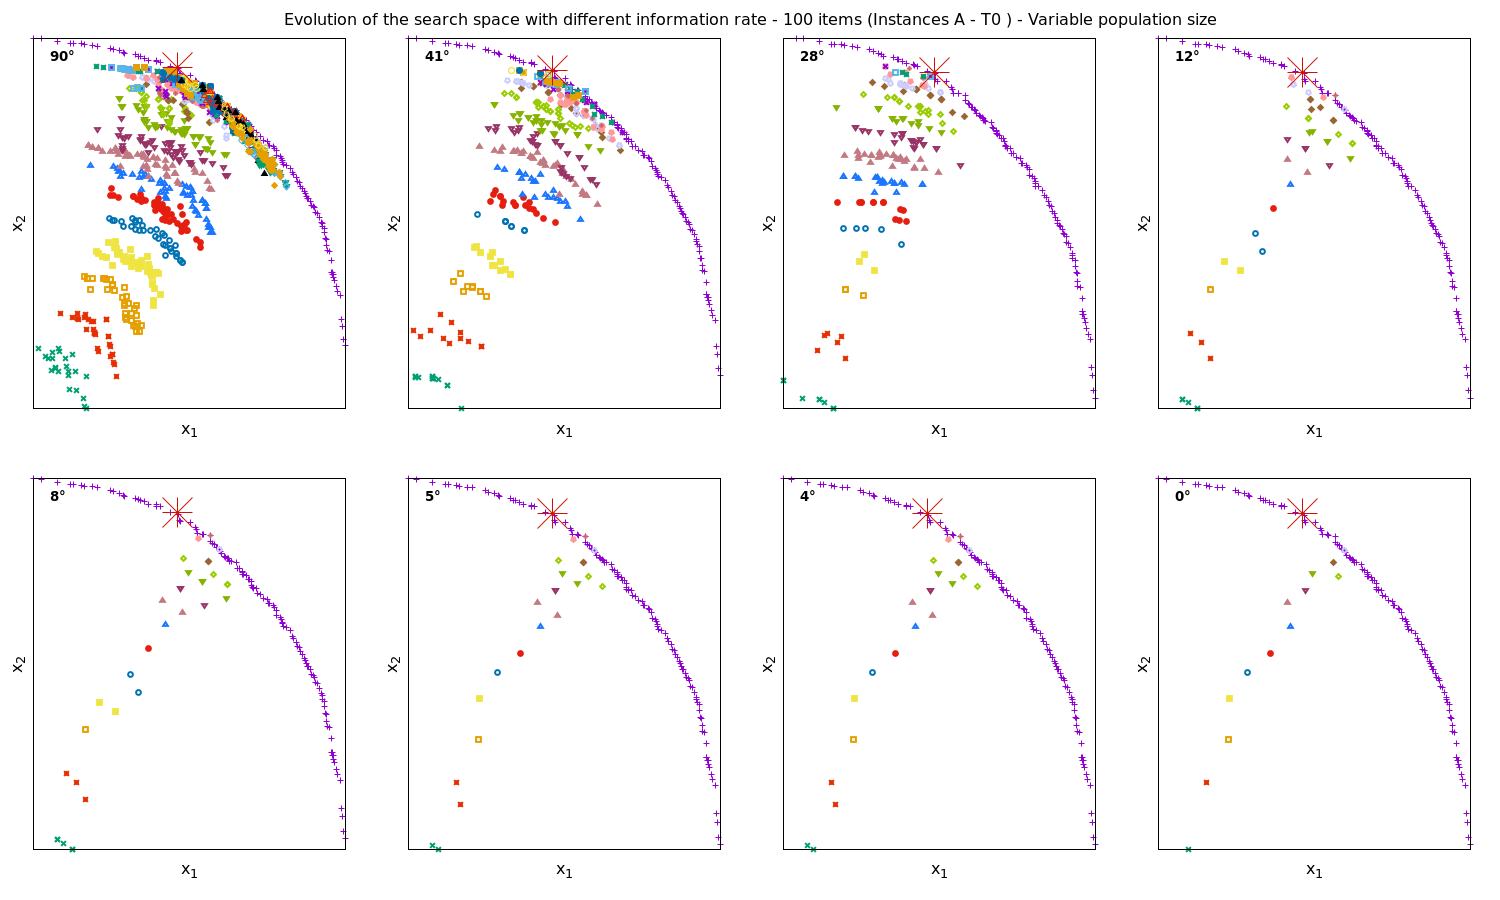 Evolution of the search space with different information rate - 100 items (Instances A - T0 ) - Variable population size
90°
41°
28°
12°
x2
x2
x2
x2
x1
x1
x1
x1
8°
5°
4°
0°
x2
x2
x2
x2
x1
x1
x1
x1